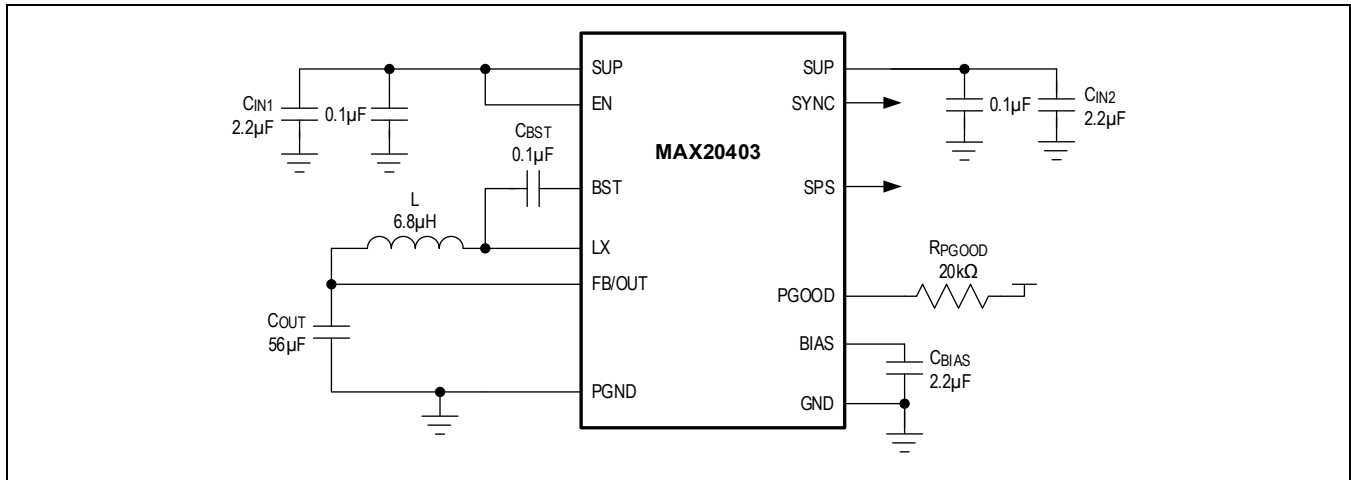 SUP
EN
CIN1
2.2µF
0.1µF
CBST
0.1µF
BST
L
6.8µH
LX
FB/OUT
COUT
56µF
PGND
MAX20403
SUP
SYNC
0.1µF
CIN2
2.2µF
SPS
RPGOOD
20kΩ
PGOOD
BIAS
CBIAS
2.2µF
GND